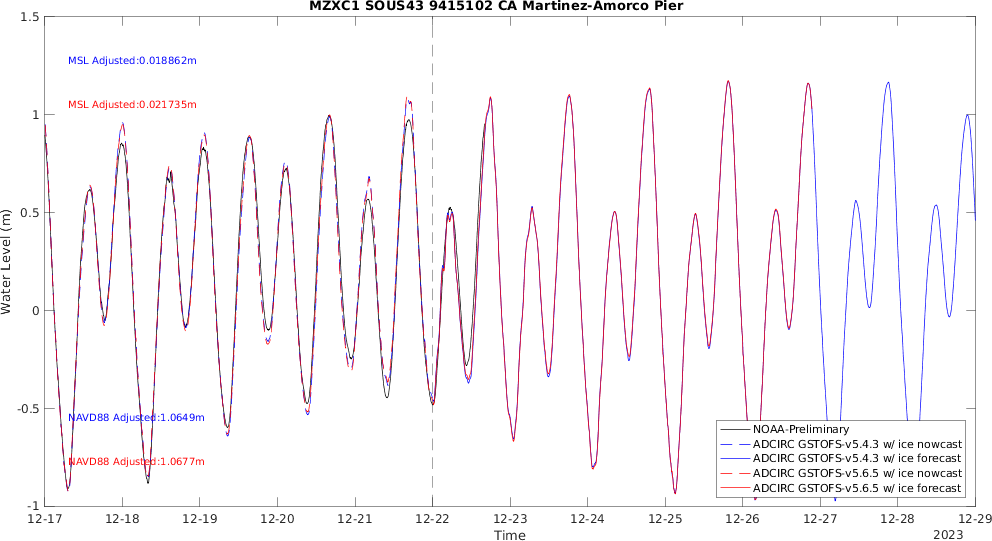 MZXC1 SOUS43 9415102 CA Martinez-Amorco Pier
1.5
1
0.5
0
-0.5
-1
Water Level (m)
MSL Adjusted:0.018862m
MSL Adjusted:0.021735m
NAVD88 Adjusted:1.0649m
NAVD88 Adjusted:1.0677m
NOAA-Preliminary
ADCIRC GSTOFS-v5.4.3 w/ ice nowcast
ADCIRC GSTOFS-v5.4.3 w/ ice forecast
ADCIRC GSTOFS-v5.6.5 w/ ice nowcast
ADCIRC GSTOFS-v5.6.5 w/ ice forecast
12-17 12-18 12-19 12-20 12-21 12-22 12-23 12-24 12-25 12-26 12-27 12-28 12-29
Time
2023